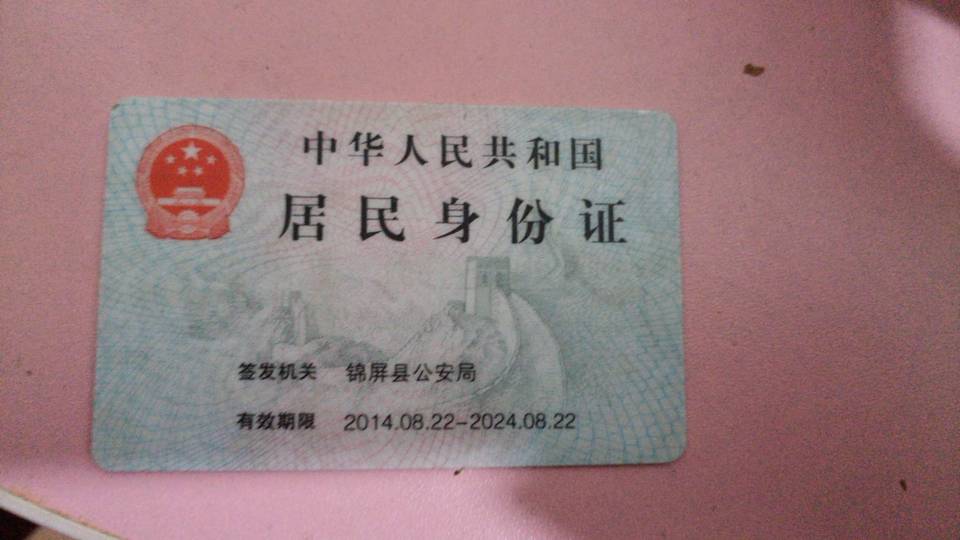 中华人民共和国
居民身份证
签发机关 锦屏县公安局
有效期限 2014.08.22-2024.08.22